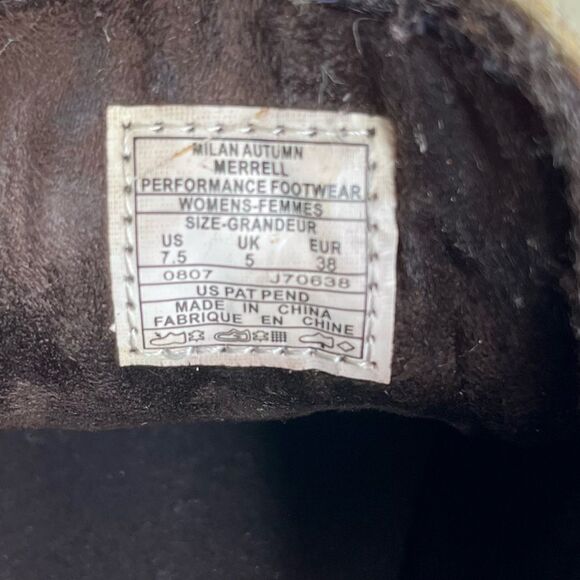 MILAN AUTUMN
MERRELL
PERFORMANCE FOOTWEAR
WOMENS-FEMMES
SIZE-GRANDEUR
US UK EUR
7.5 5 38
0807 J70638
US PAT PEND
MADE IN CHINA
FABRIQUE EN CHINE